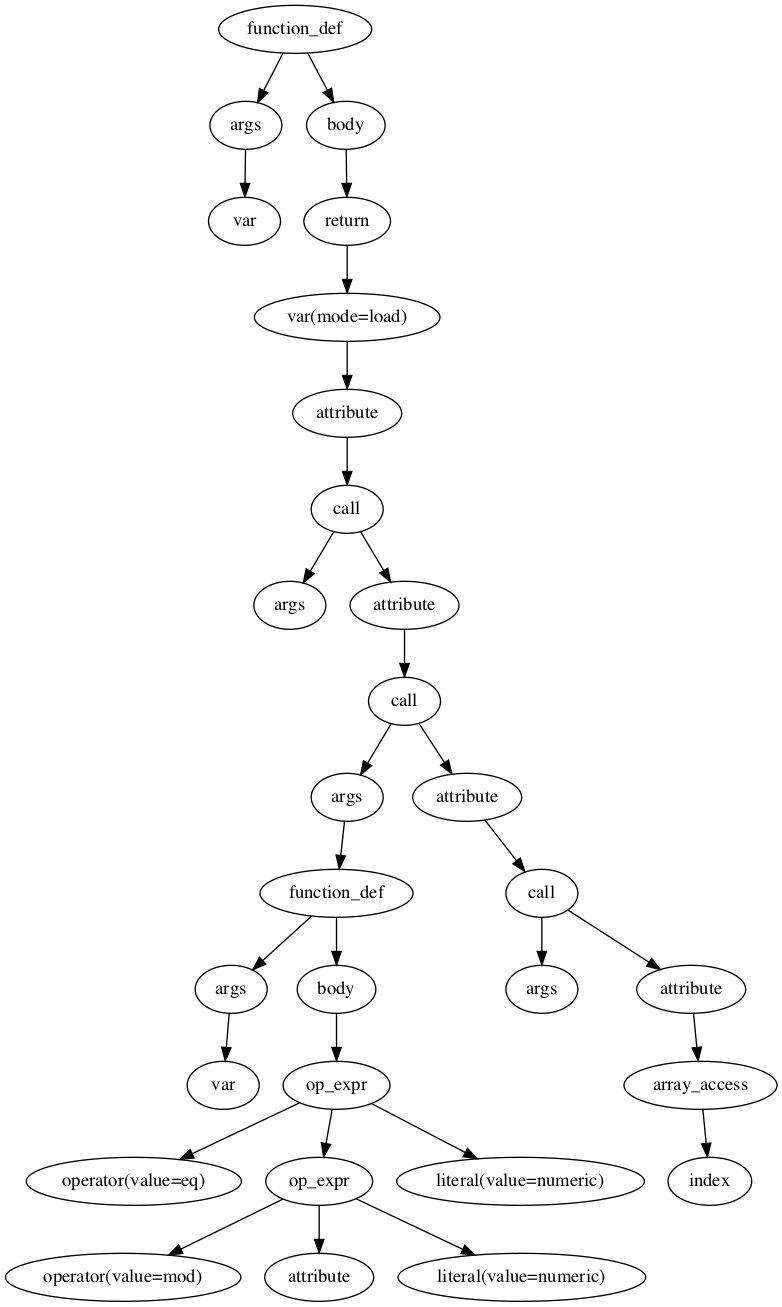 function_def
args
body
var
return
var(mode=load)
attribute
call
args
attribute
call
args
attribute
function_def
call
args
body
args
attribute
var
op_expr
array_access
operator(value=eq)
op_expr
literal(value=numeric)
index
operator(value=mod)
attribute
literal(value=numeric)